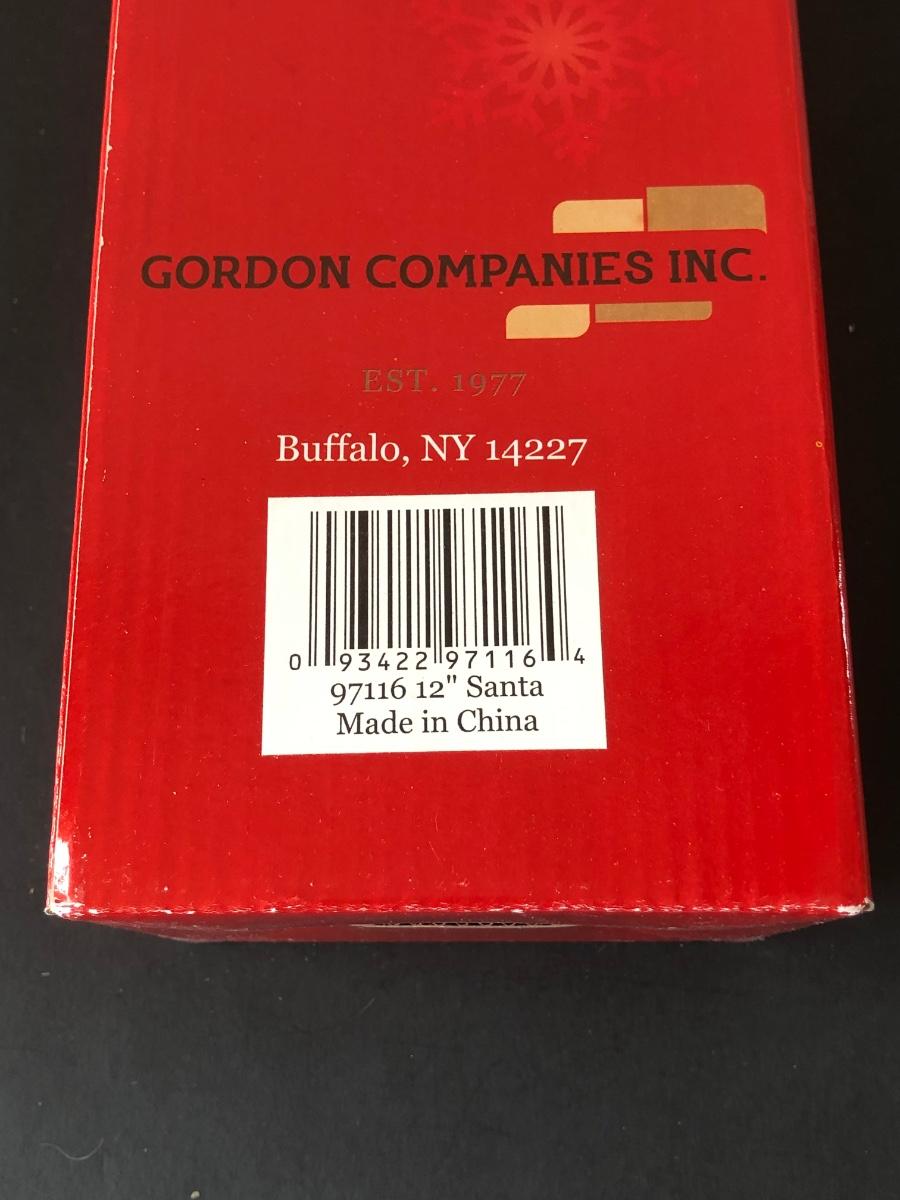 GORDON COMPANIES INC.
EST. 1977
Buffalo, NY 14227
0 93422 97116 4
97116 12" Santa
Made in China